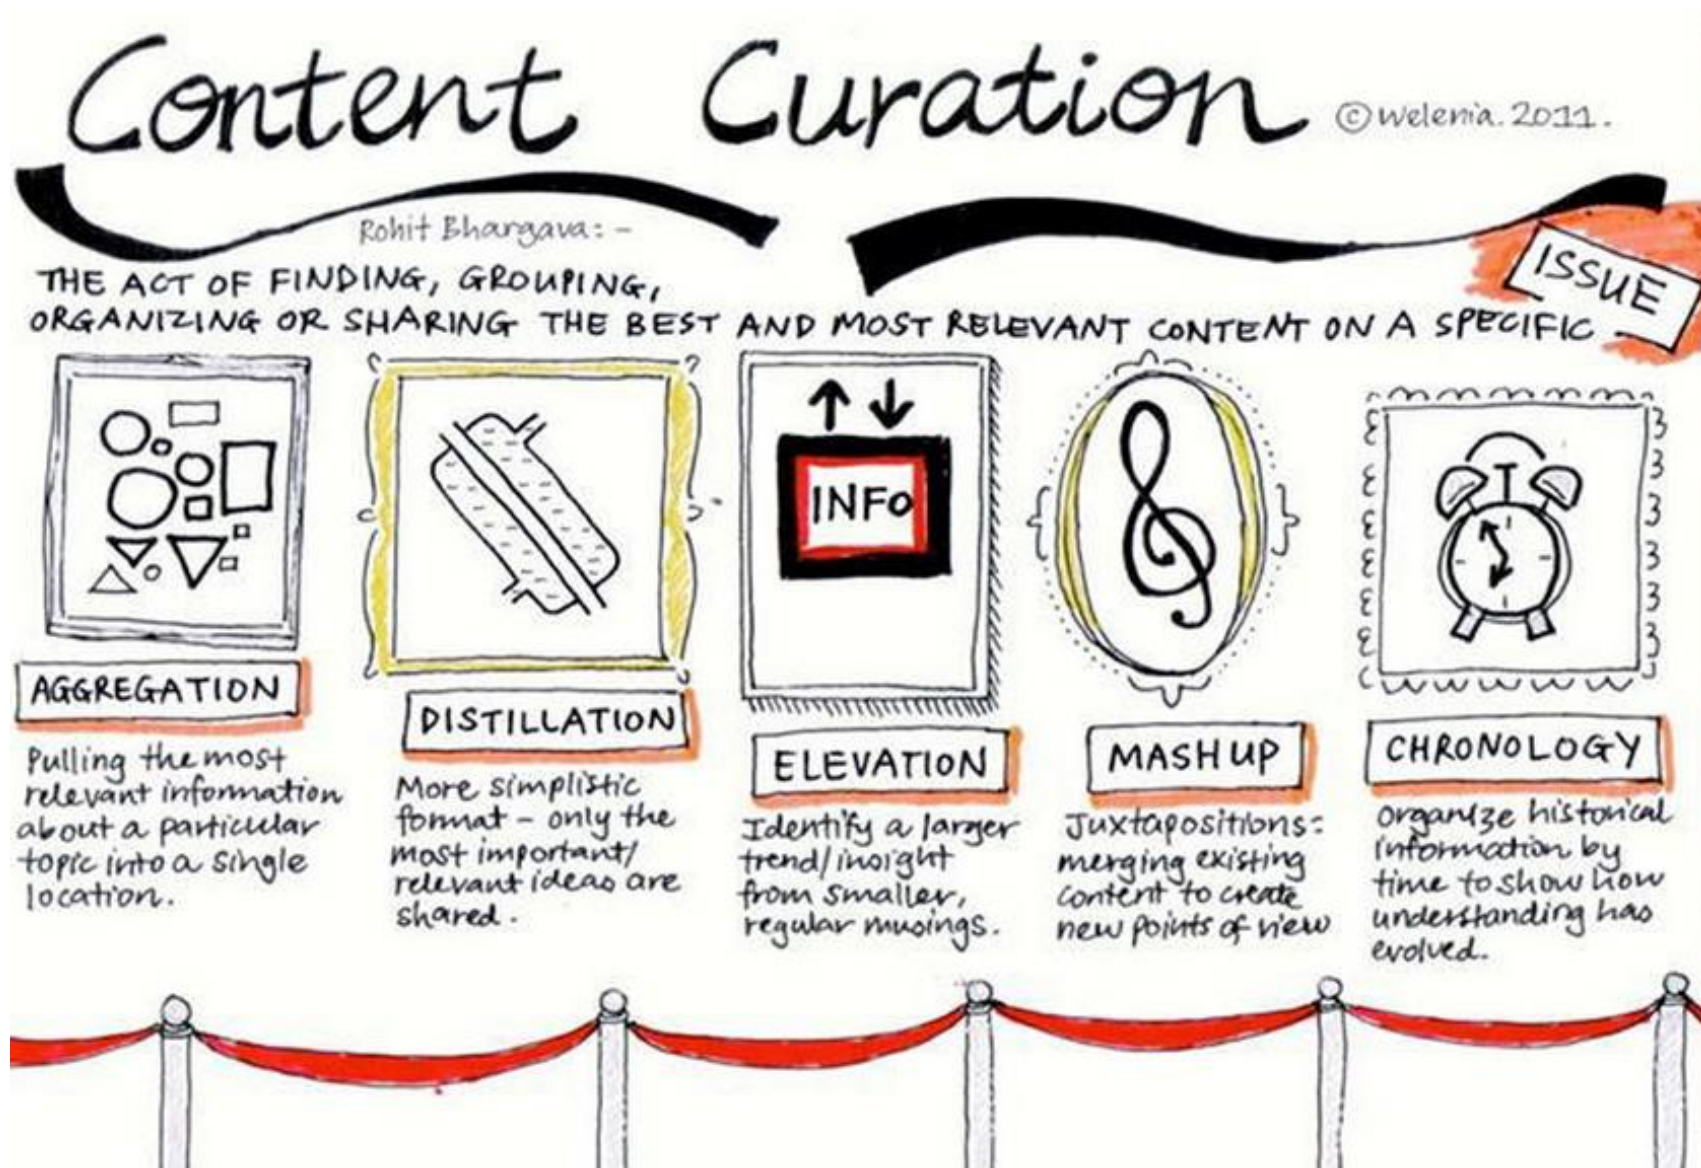 Content Curation © welenia. 2011.
Rohit Bhargava: -
THE ACT OF FINDING, GROUPING,
ORGANIZING OR SHARING THE BEST AND MOST RELEVANT CONTENT ON A SPECIFIC
ISSUE
INFO
AGGREGATION
Pulling the most
relevant information
about a particular
topic into a single
location.
DISTILLATION
More simplistic
format - only the
most important/
relevant ideas are
shared.
ELEVATION
Identify a larger
trend/insight
from smaller,
regular musings.
MASHUP
Juxtapositions:
merging existing
content to create
new points of view
CHRONOLOGY
organize historical
information by
time to show how
understanding has
evolved.